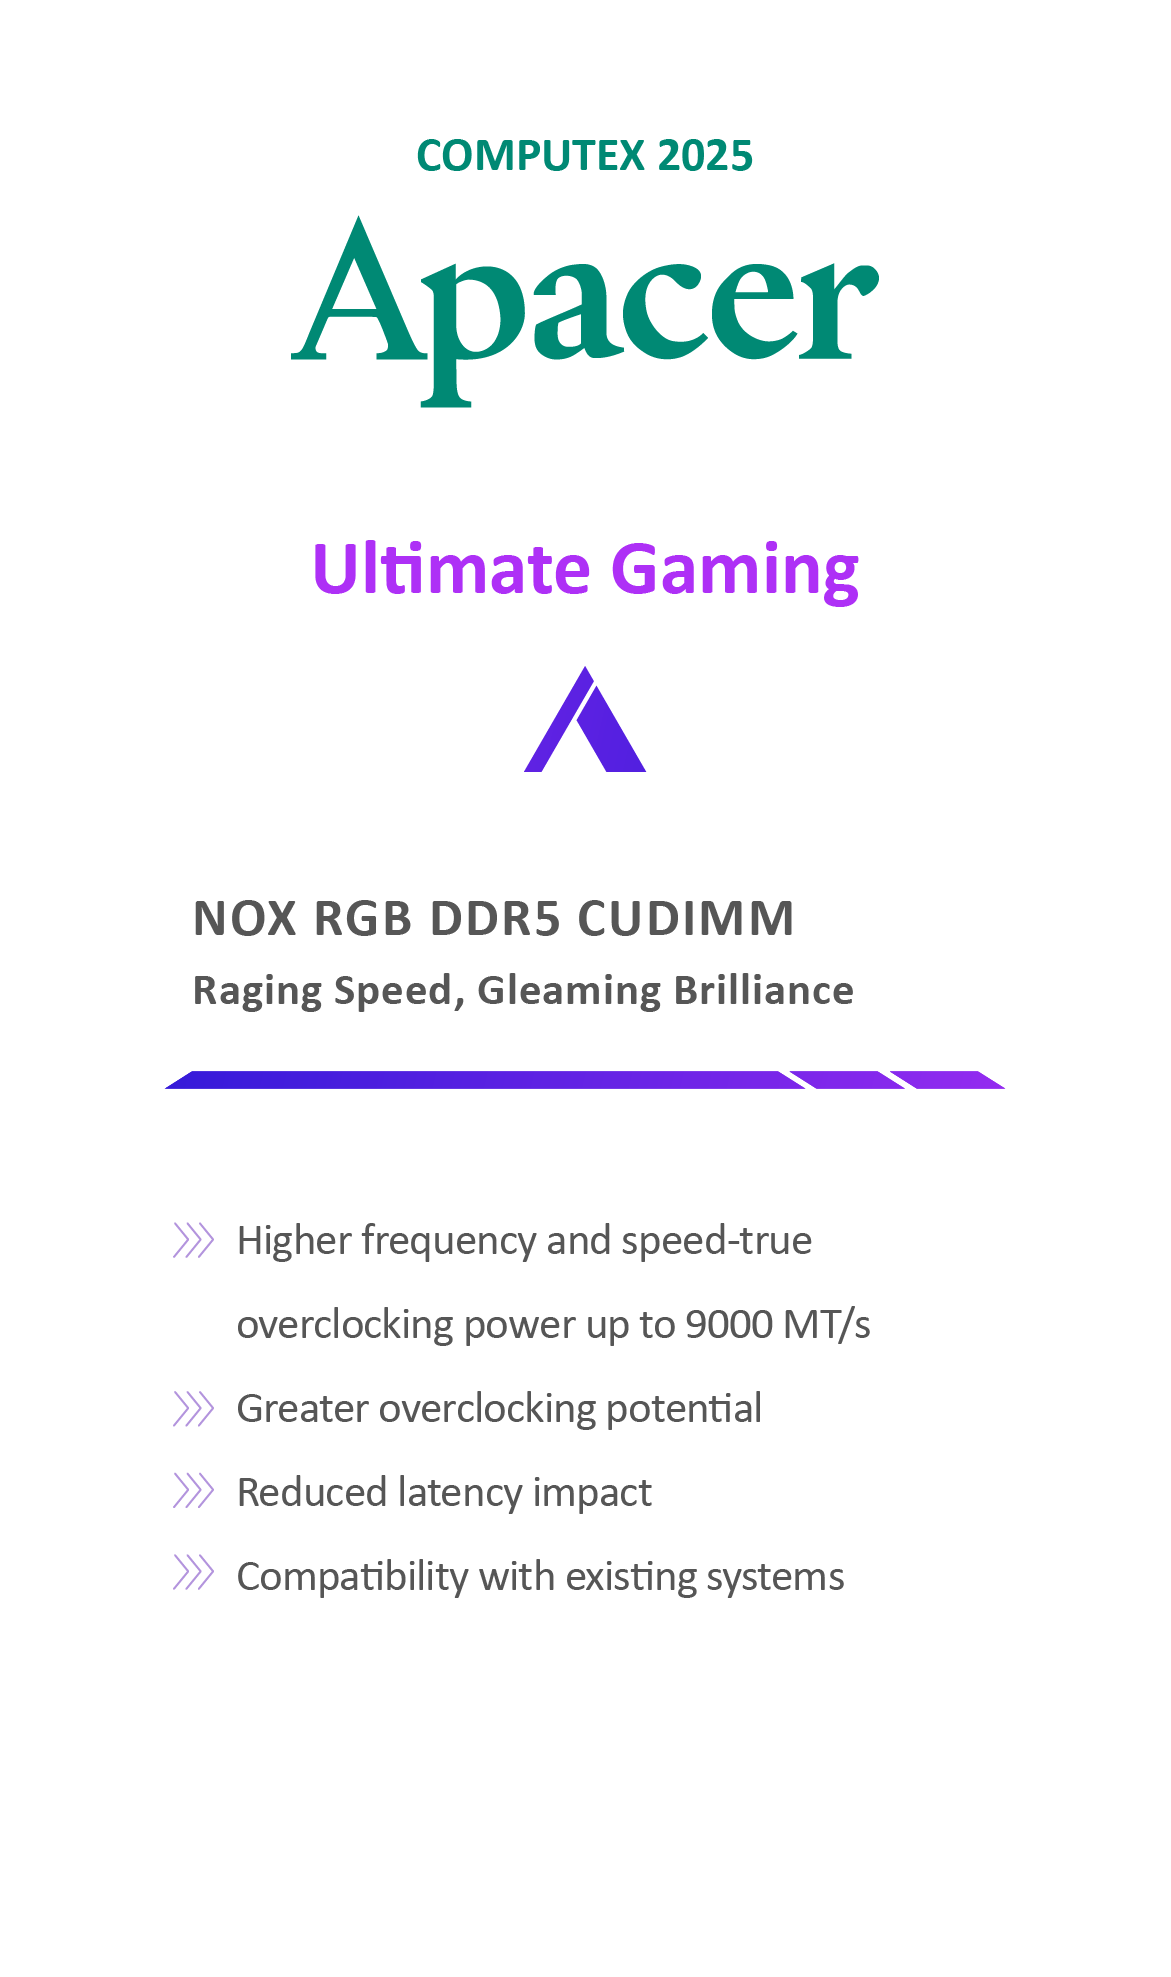 COMPUTEX 2025
Apacer
Ultimate Gaming
NOX RGB DDR5 CUDIMM
Raging Speed, Gleaming Brilliance
Higher frequency and speed-true
overclocking power up to 9000 MT/s
Greater overclocking potential
Reduced latency impact
Compatibility with existing systems